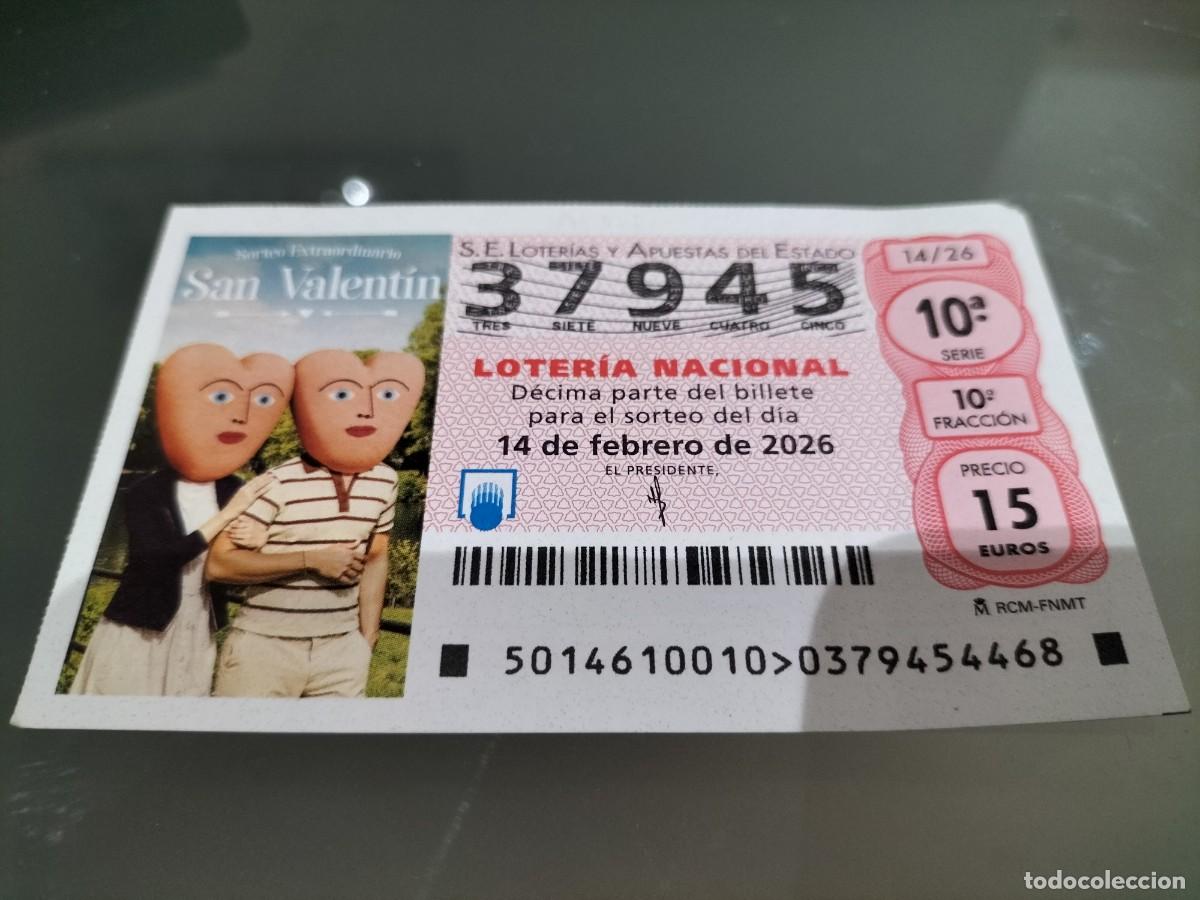 Sorteo Extraordinario
San Valentín
S. E. LOTERÍAS Y APUESTAS DEL ESTADO
37945
TRES SIETE NUEVE CUATRO CINCO
LOTERÍA NACIONAL
Décima parte del billete
para el sorteo del día
14 de febrero de 2026
EL PRESIDENTE,
14/26
10ª
SERIE
10ª
FRACCIÓN
PRECIO
15
EUROS
RCM-FNMT
5014610010>0379454468
todocoleccion